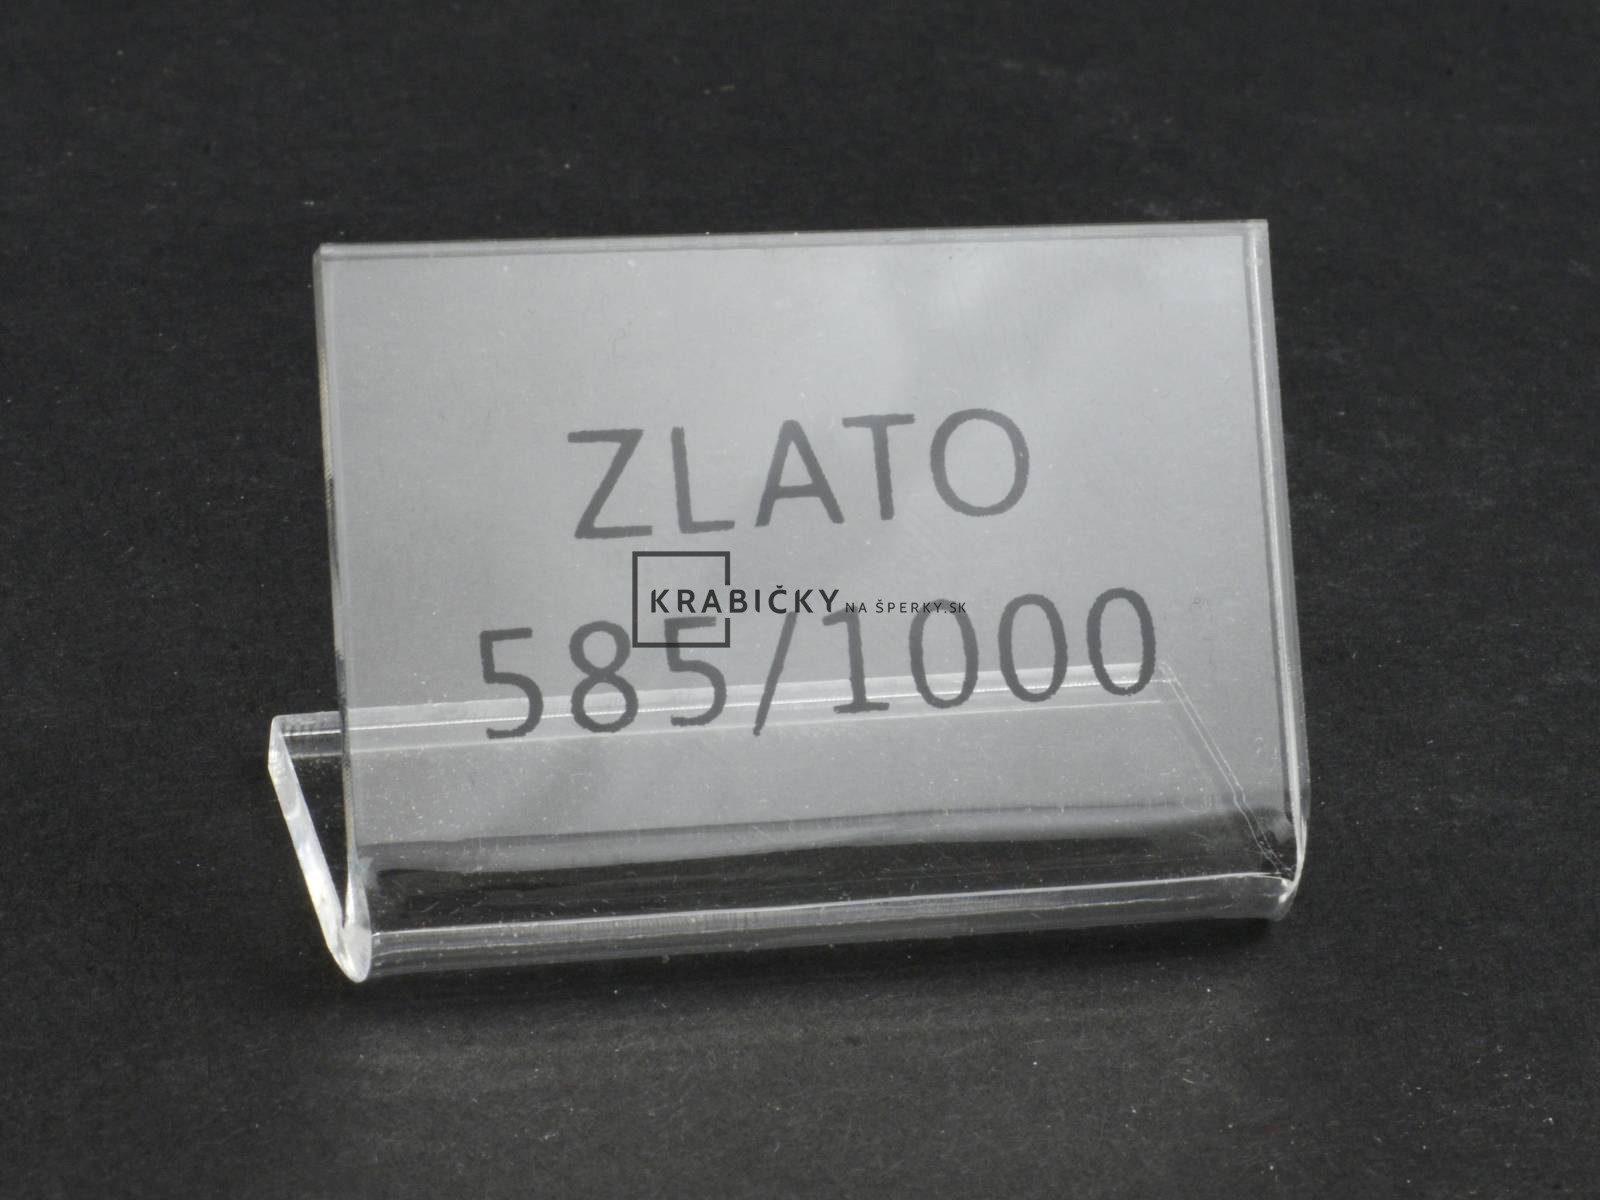 ZLATO
KRABIČKY NA ŠPERKY.SK
585/1000